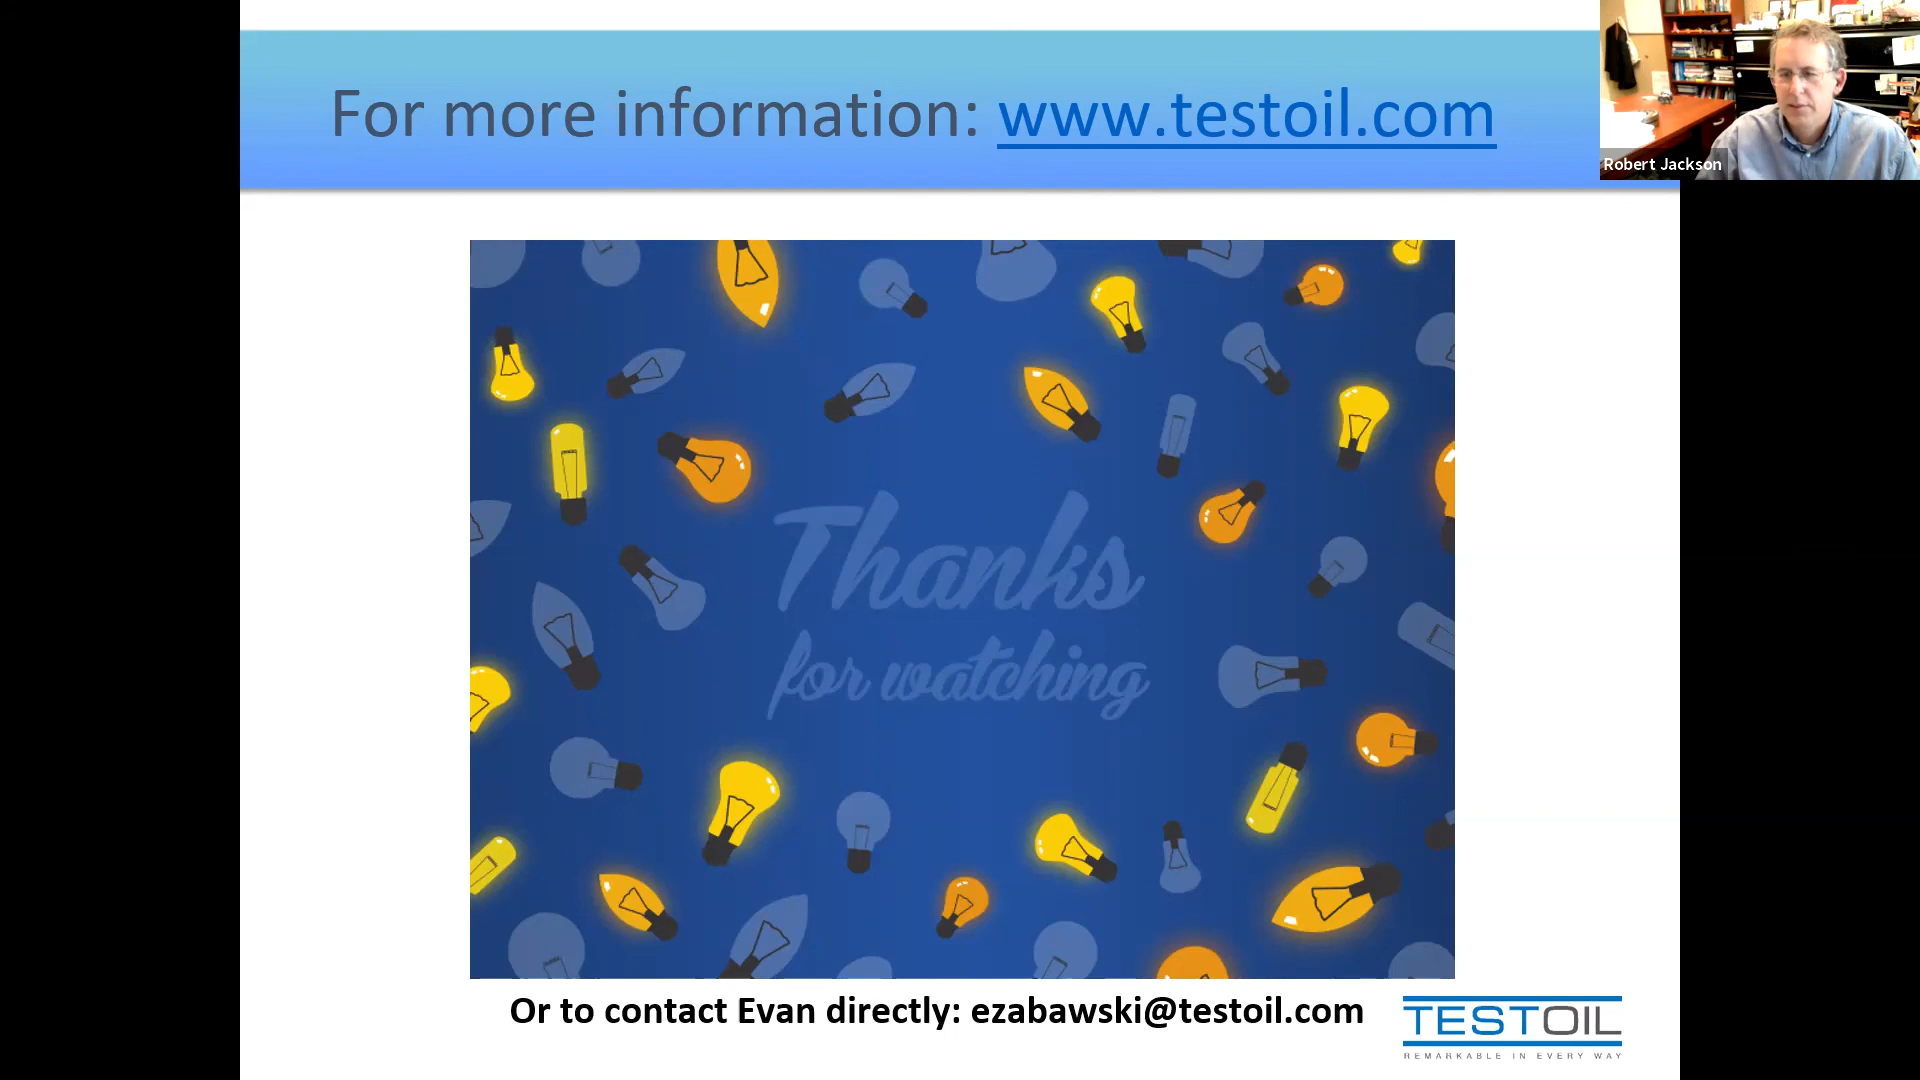 For more information: www.testoil.com
Robert Jackson
Thanks
for watching
Or to contact Evan directly: ezabawski@testoil.com
TESTOIL
REMARKABLE IN EVERY WAY